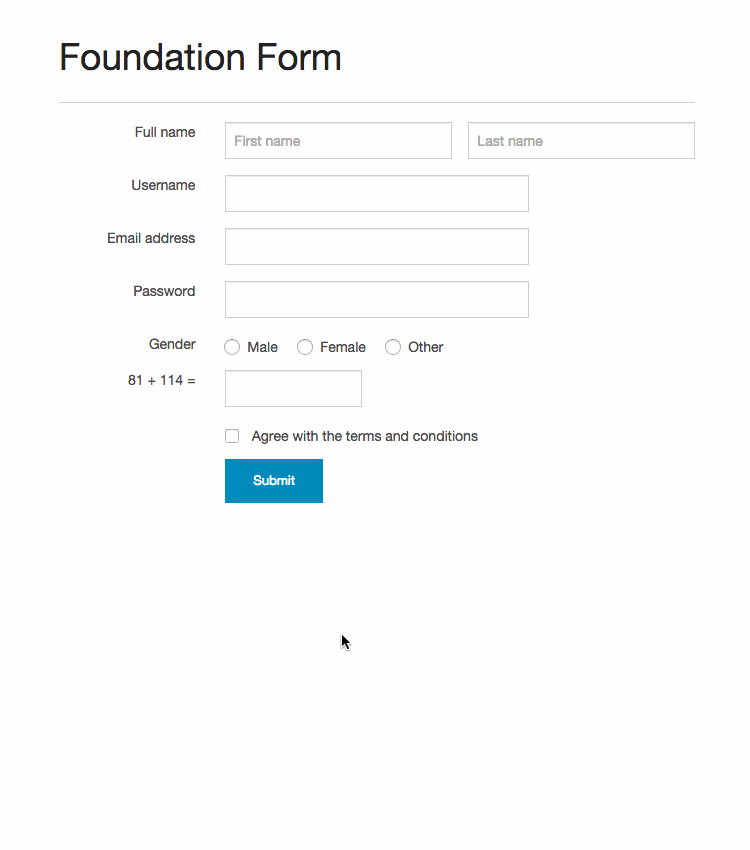 Foundation Form
Full name First name Last name
Username
Email address
Password
Gender Male Female Other
81 + 114 =
Agree with the terms and conditions
Submit